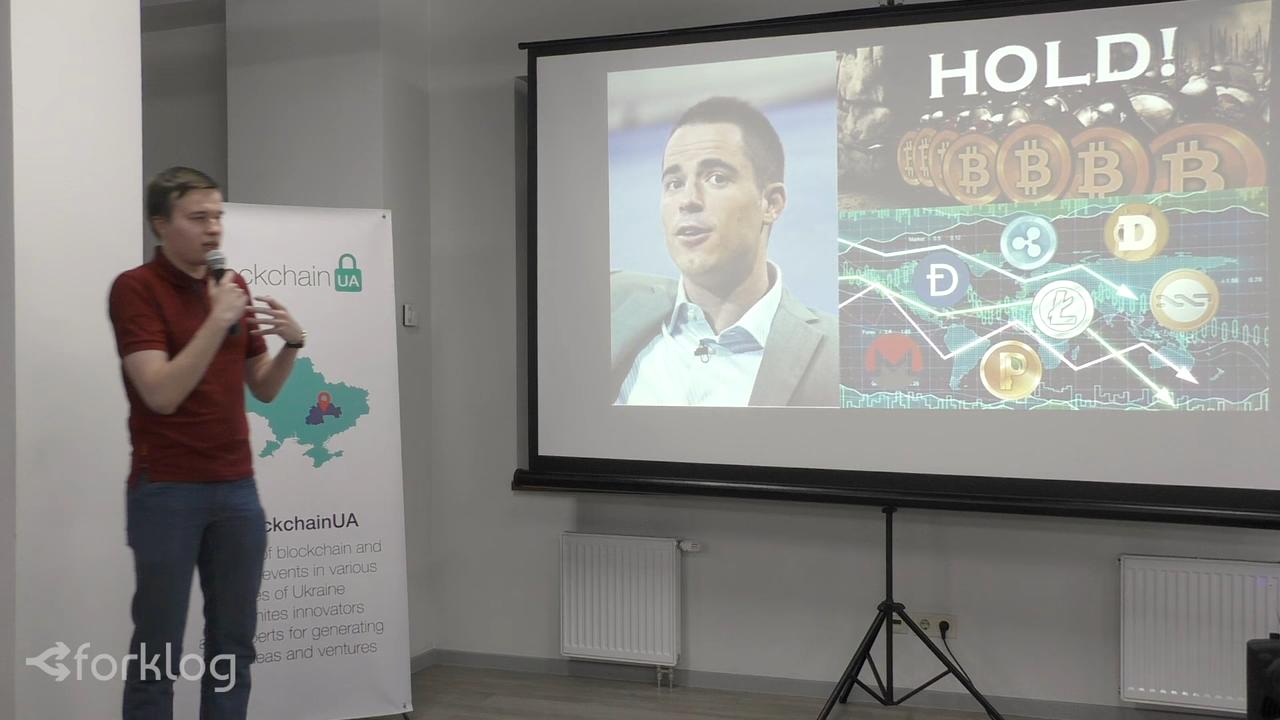 HOLD!
ckchain UA
ckchainUA
of blockchain and
events in various
es of Ukraine
nites innovators
perts for generating
eas and ventures
forklog